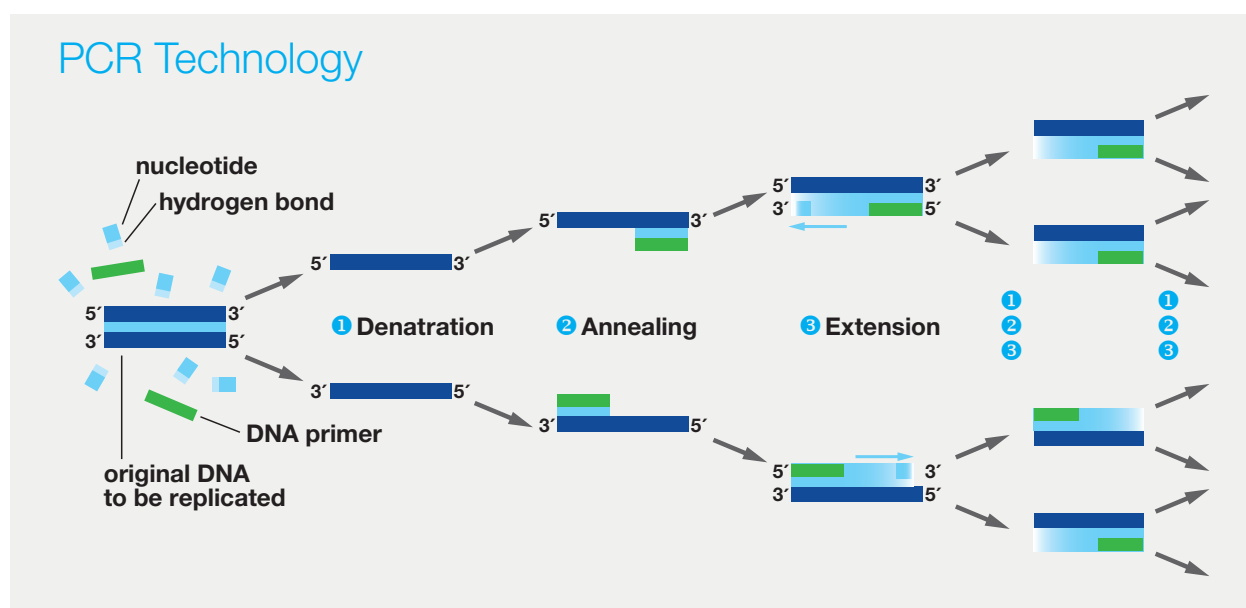 PCR Technology
nucleotide
hydrogen bond
5´ 3´
3´ 5´
DNA primer
original DNA
to be replicated
5´ 3´
❶ Denatration
3´ 5´
5´ 3´
❷ Annealing
3´ 5´
5´ 3´
3´ 5´
❸ Extension
5´ 3´
3´ 5´
❶
❷
❸
❶
❷
❸